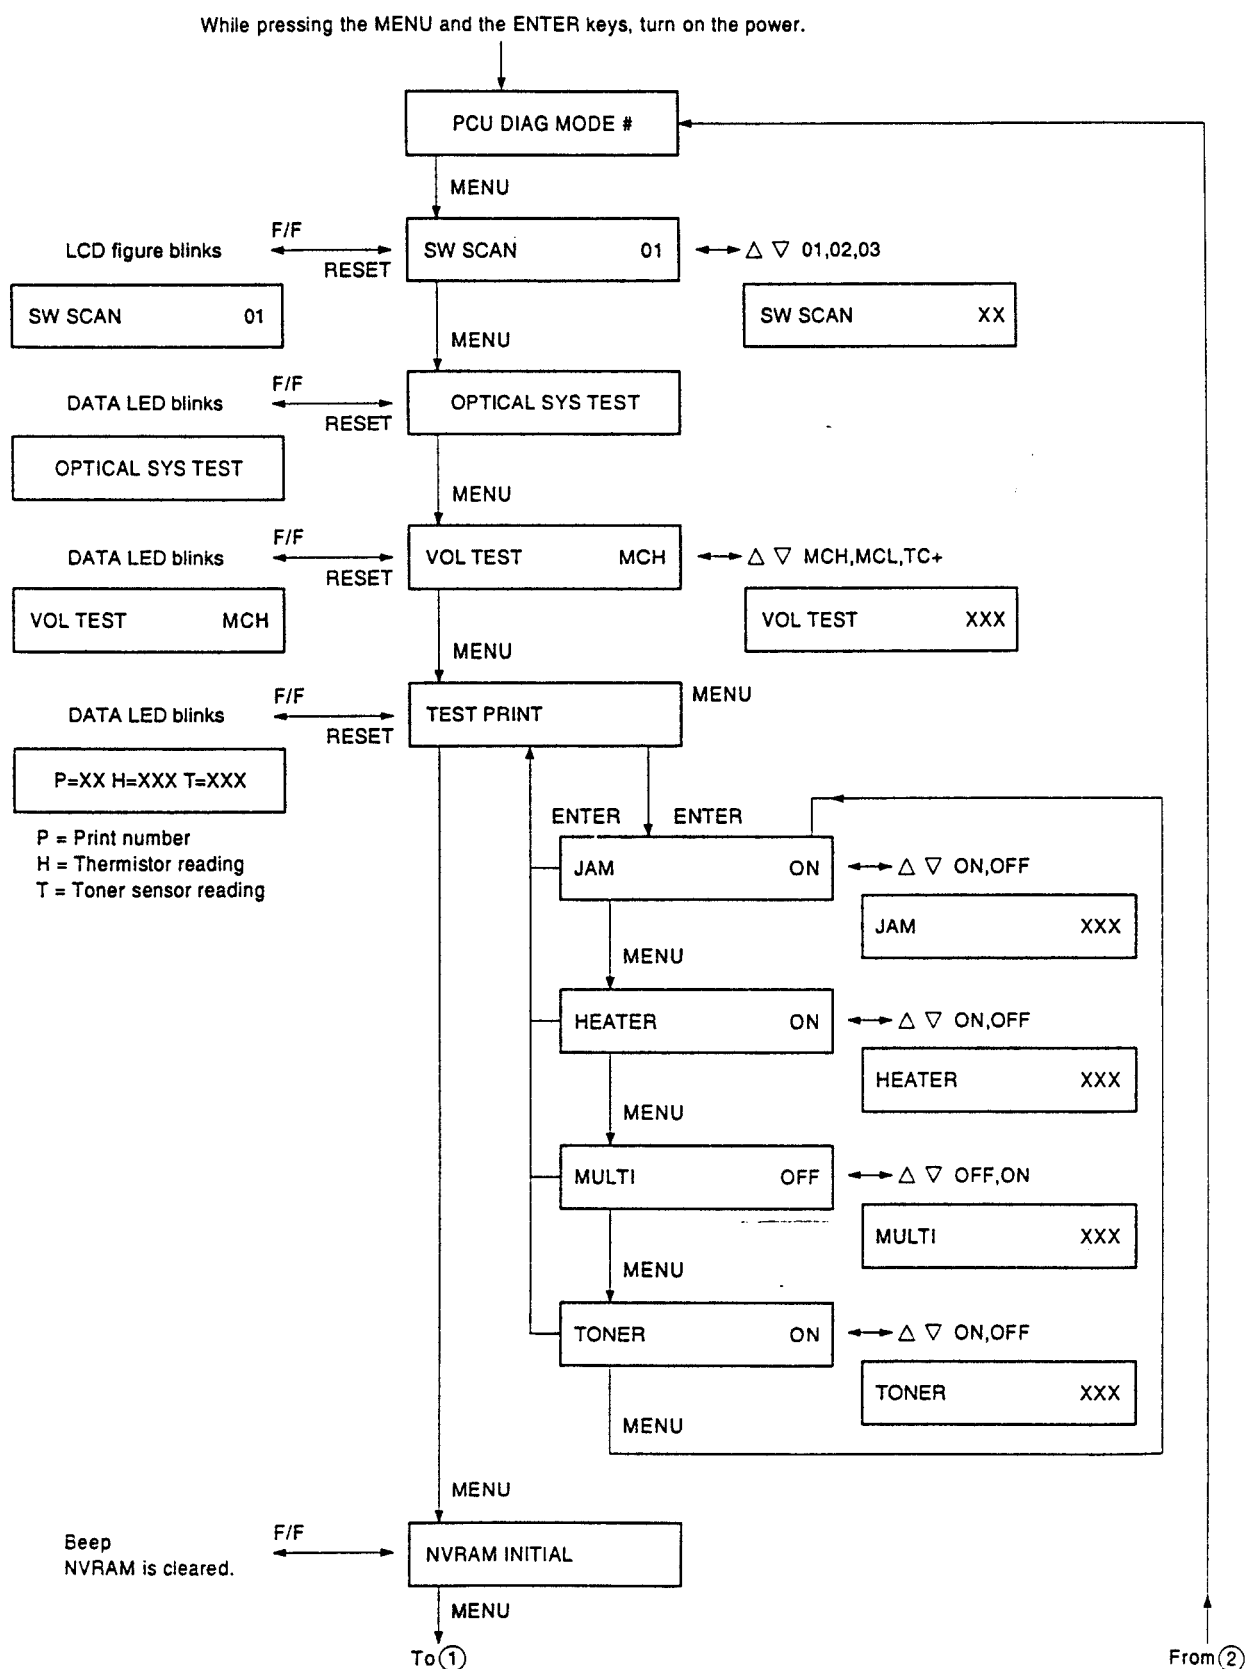 While pressing the MENU and the ENTER keys, turn on the power.
PCU DIAG MODE #
MENU
LCD figure blinks
F/F
RESET
SW SCAN 01
△ ▽ 01,02,03
SW SCAN 01
SW SCAN XX
MENU
DATA LED blinks
F/F
RESET
OPTICAL SYS TEST
OPTICAL SYS TEST
MENU
DATA LED blinks
F/F
RESET
VOL TEST MCH
△ ▽ MCH,MCL,TC+
VOL TEST MCH
VOL TEST XXX
MENU
DATA LED blinks
F/F
RESET
TEST PRINT
MENU
P=XX H=XXX T=XXX
P = Print number
H = Thermistor reading
T = Toner sensor reading
ENTER
ENTER
JAM ON
△ ▽ ON,OFF
JAM XXX
MENU
HEATER ON
△ ▽ ON,OFF
HEATER XXX
MENU
MULTI OFF
△ ▽ OFF,ON
MULTI XXX
MENU
TONER ON
△ ▽ ON,OFF
TONER XXX
MENU
MENU
Beep
NVRAM is cleared.
F/F
NVRAM INITIAL
MENU
To ①
From ②